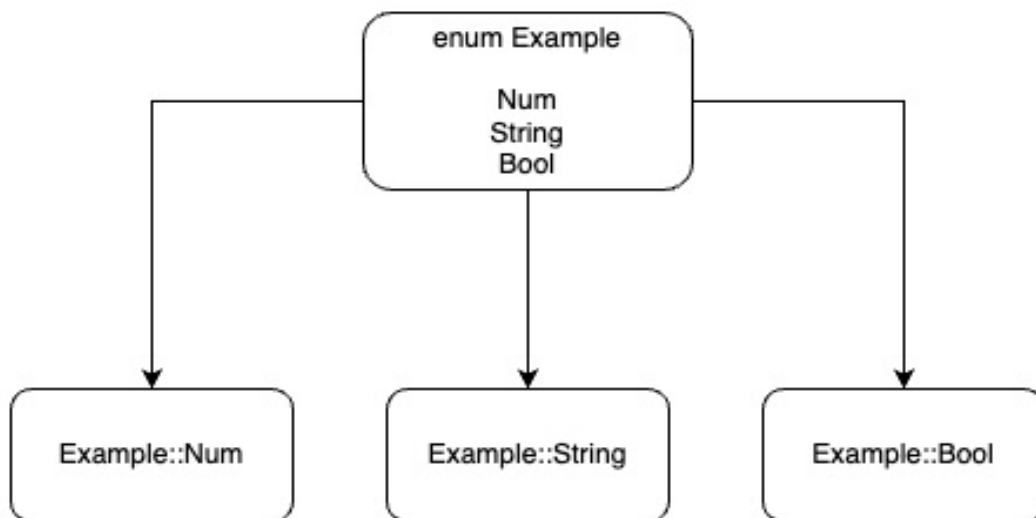 enum Example
Num
String
Bool
Example::Num
Example::String
Example::Bool